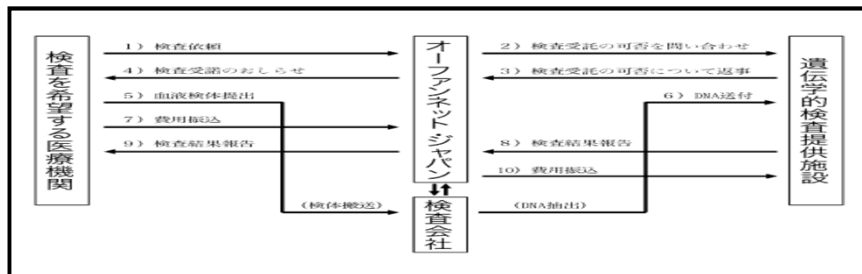 検査を希望する医療機関
1) 検査依頼
4) 検査受諾のおしらせ
5) 血液検体提出
7) 費用振込
9) 検査結果報告
(検体搬送)
オーファンネット・ジャパン
検査会社
2) 検査受託の可否を問い合わせ
3) 検査受託の可否について返事
6) DNA送付
8) 検査結果報告
10) 費用振込
(DNA抽出)
遺伝学的検査提供施設